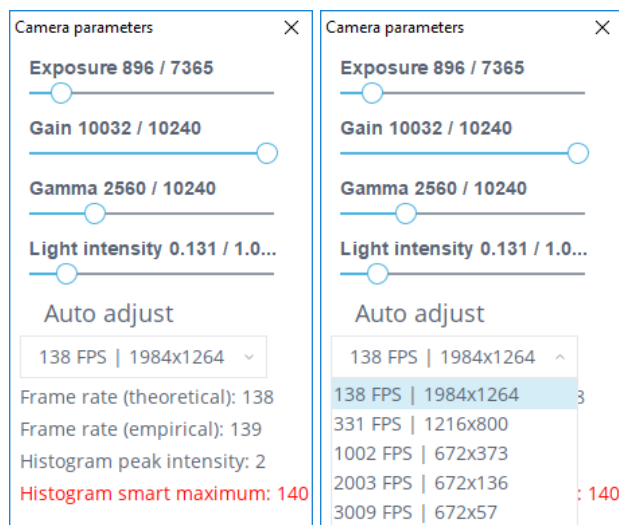 Camera parameters
Exposure 896 / 7365
Gain 10032 / 10240
Gamma 2560 / 10240
Light intensity 0.131 / 1.0...
Auto adjust
138 FPS | 1984x1264
Frame rate (theoretical): 138
Frame rate (empirical): 139
Histogram peak intensity: 2
Histogram smart maximum: 140
Camera parameters
Exposure 896 / 7365
Gain 10032 / 10240
Gamma 2560 / 10240
Light intensity 0.131 / 1.0...
Auto adjust
138 FPS | 1984x1264
138 FPS | 1984x1264
331 FPS | 1216x800
1002 FPS | 672x373
2003 FPS | 672x136
: 140
3009 FPS | 672x57